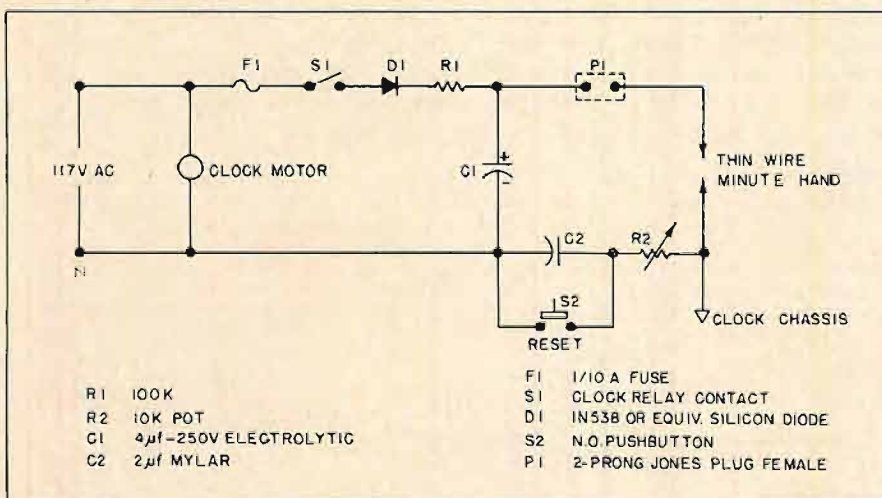 F1
S1
D1
R1
P1
117V AC
CLOCK MOTOR
C1
+
-
THIN WIRE
MINUTE HAND
C2
R2
N
S2
RESET
CLOCK CHASSIS
R1 100K
R2 10K POT
C1 4µf-250V ELECTROLYTIC
C2 2µf MYLAR
F1 1/10 A FUSE
S1 CLOCK RELAY CONTACT
D1 IN538 OR EQUIV. SILICON DIODE
S2 N.O. PUSHBUTTON
P1 2-PRONG JONES PLUG FEMALE